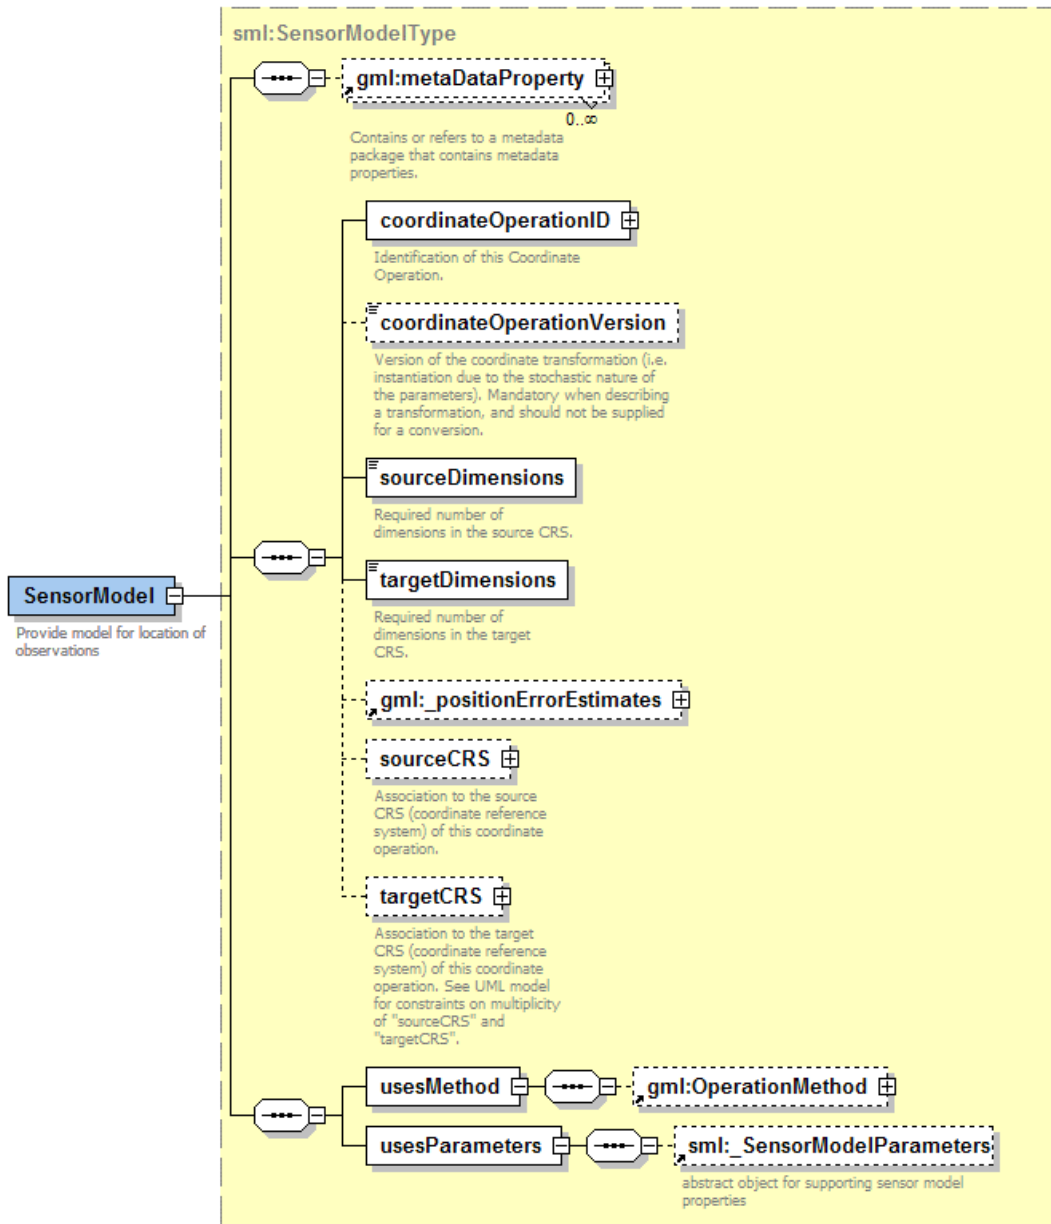 sml:SensorModelType
gml:metaDataProperty
0..∞
Contains or refers to a metadata
package that contains metadata
properties.
coordinateOperationID
Identification of this Coordinate
Operation.
coordinateOperationVersion
Version of the coordinate transformation (i.e.
instantiation due to the stochastic nature of
the parameters). Mandatory when describing
a transformation, and should not be supplied
for a conversion.
sourceDimensions
Required number of
dimensions in the source CRS.
SensorModel
Provide model for location of
observations
targetDimensions
Required number of
dimensions in the target
CRS.
gml:_positionErrorEstimates
sourceCRS
Association to the source
CRS (coordinate reference
system) of this coordinate
operation.
targetCRS
Association to the target
CRS (coordinate reference
system) of this coordinate
operation. See UML model
for constraints on multiplicity
of "sourceCRS" and
"targetCRS".
usesMethod
gml:OperationMethod
usesParameters
sml:_SensorModelParameters
abstract object for supporting sensor model
properties